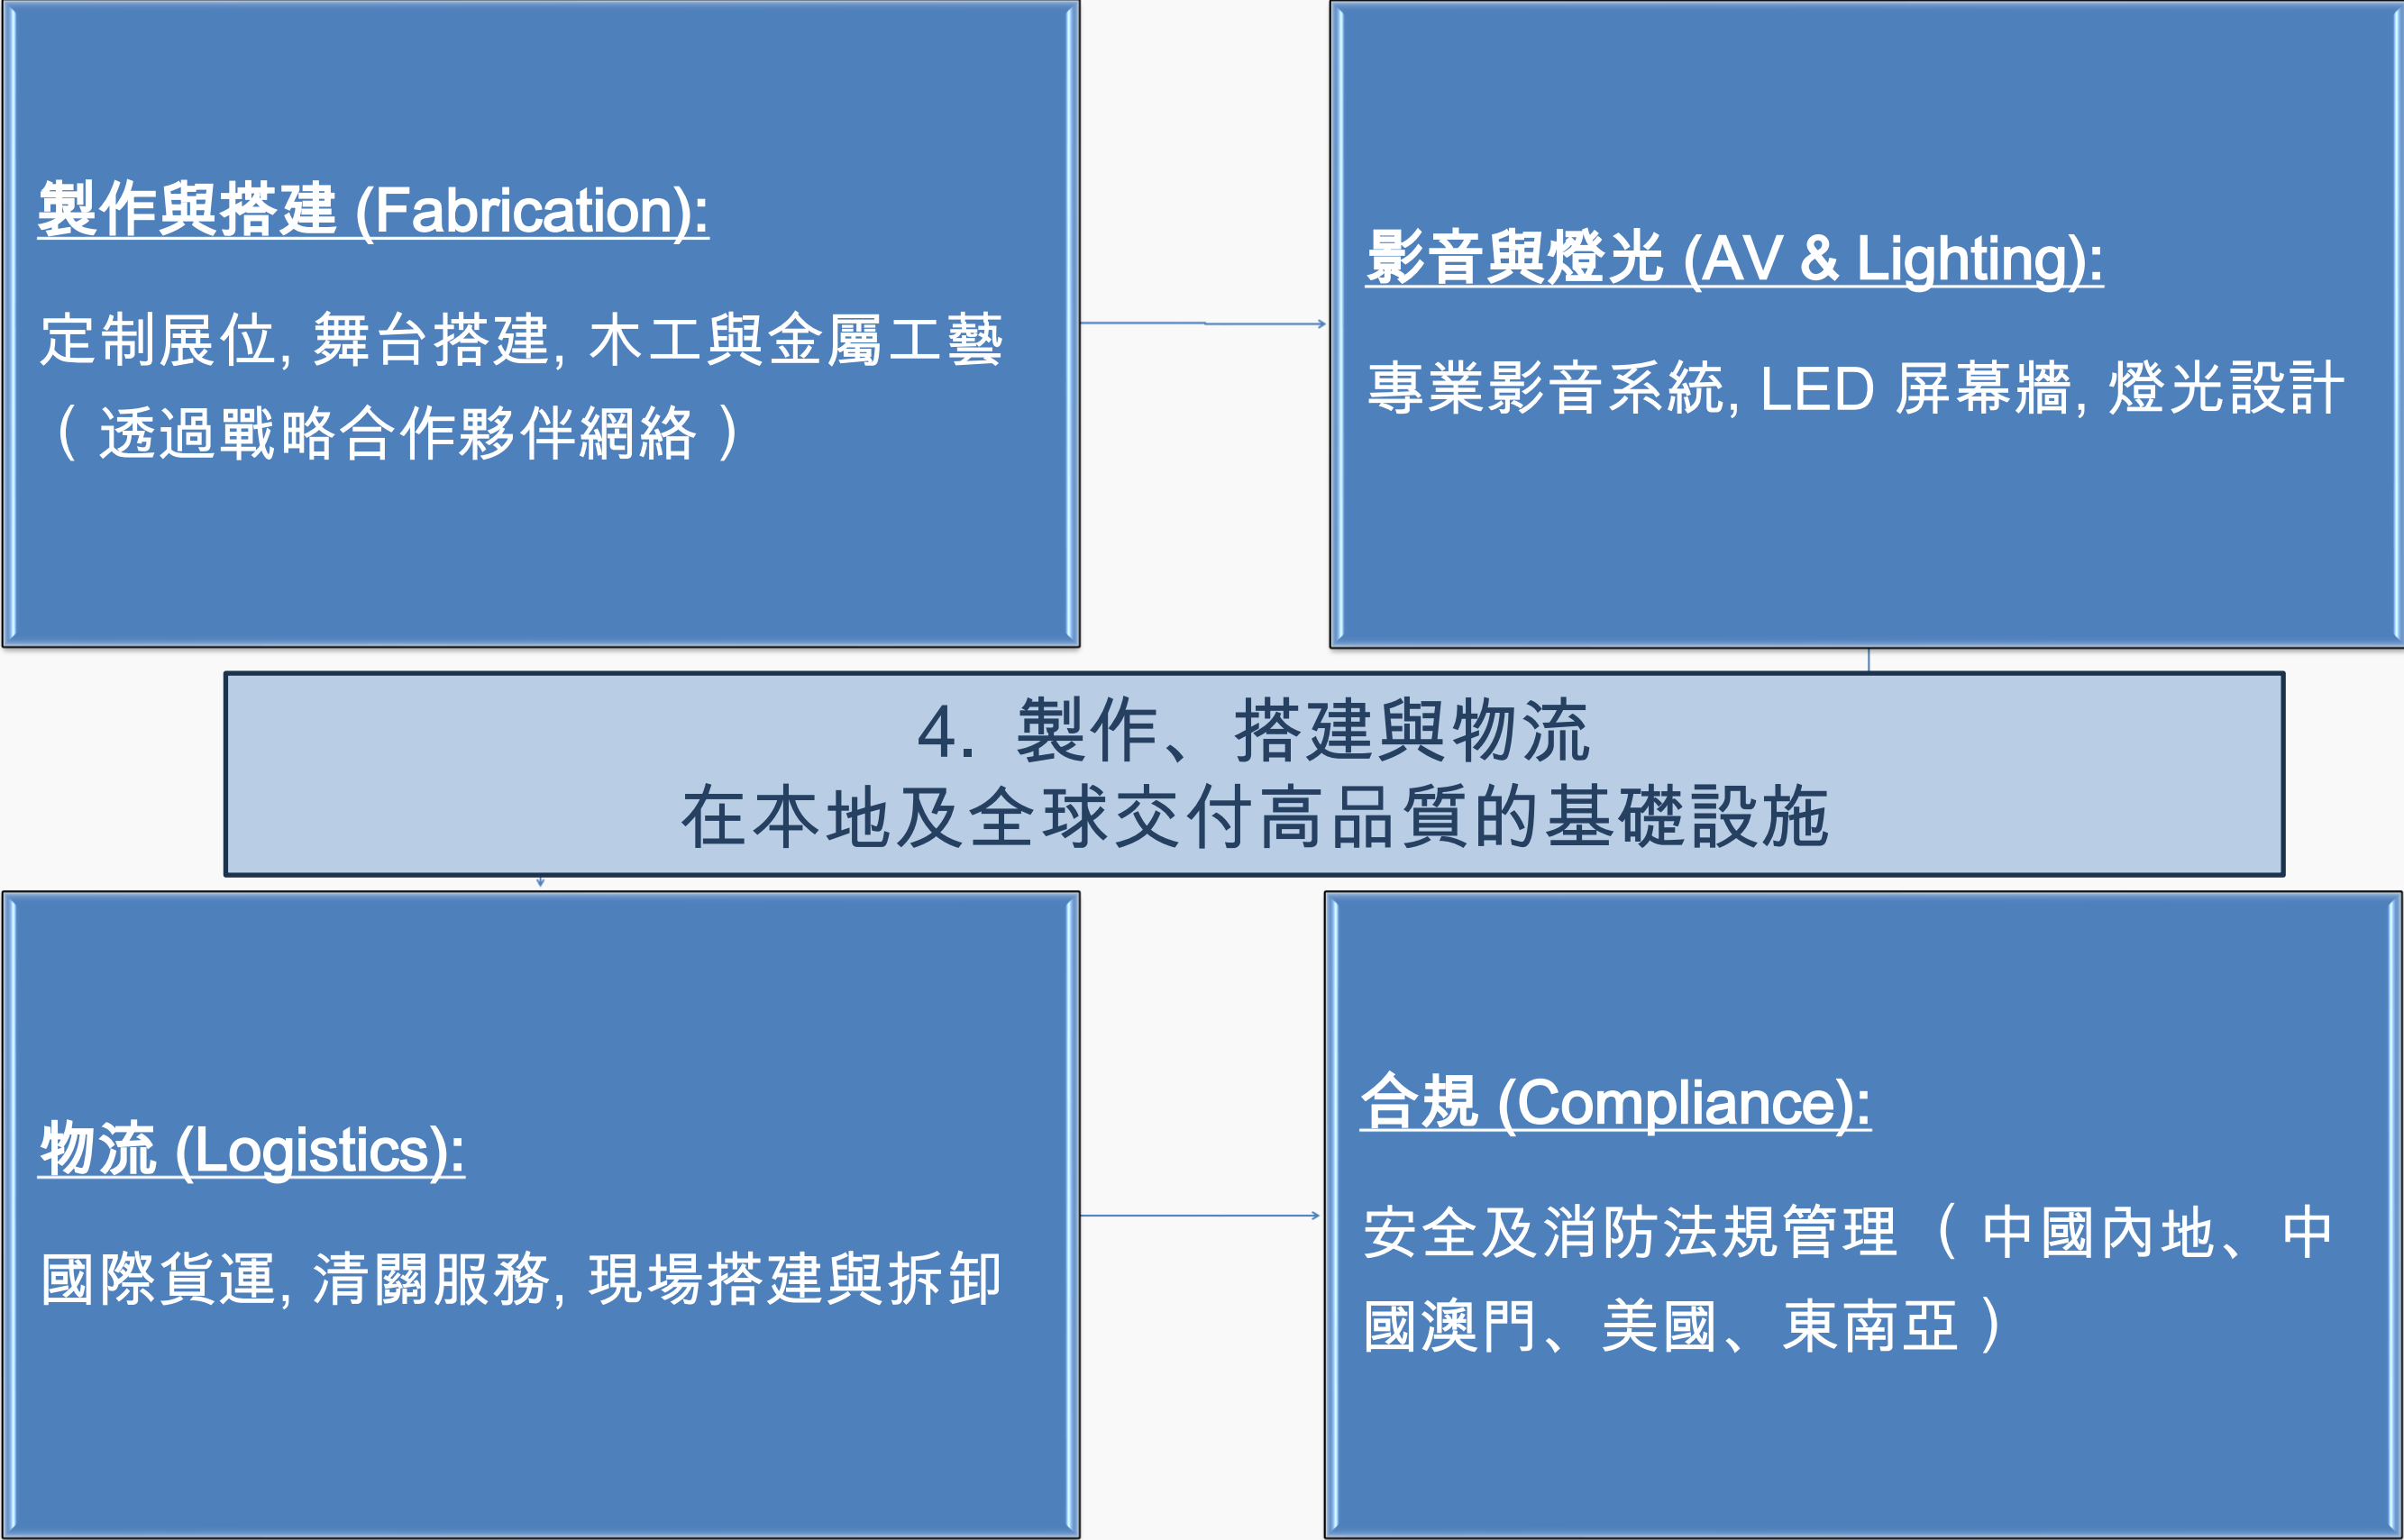 製作與搭建 (Fabrication):
定制展位, 舞台搭建, 木工與金屬工藝
（透過戰略合作夥伴網絡）
影音與燈光 (AV & Lighting):
專業影音系統, LED 屏幕牆, 燈光設計
4. 製作、搭建與物流
在本地及全球交付高品質的基礎設施
物流 (Logistics):
國際貨運, 清關服務, 現場搭建與拆卸
合規 (Compliance):
安全及消防法規管理（中國內地、中
國澳門、美國、東南亞）